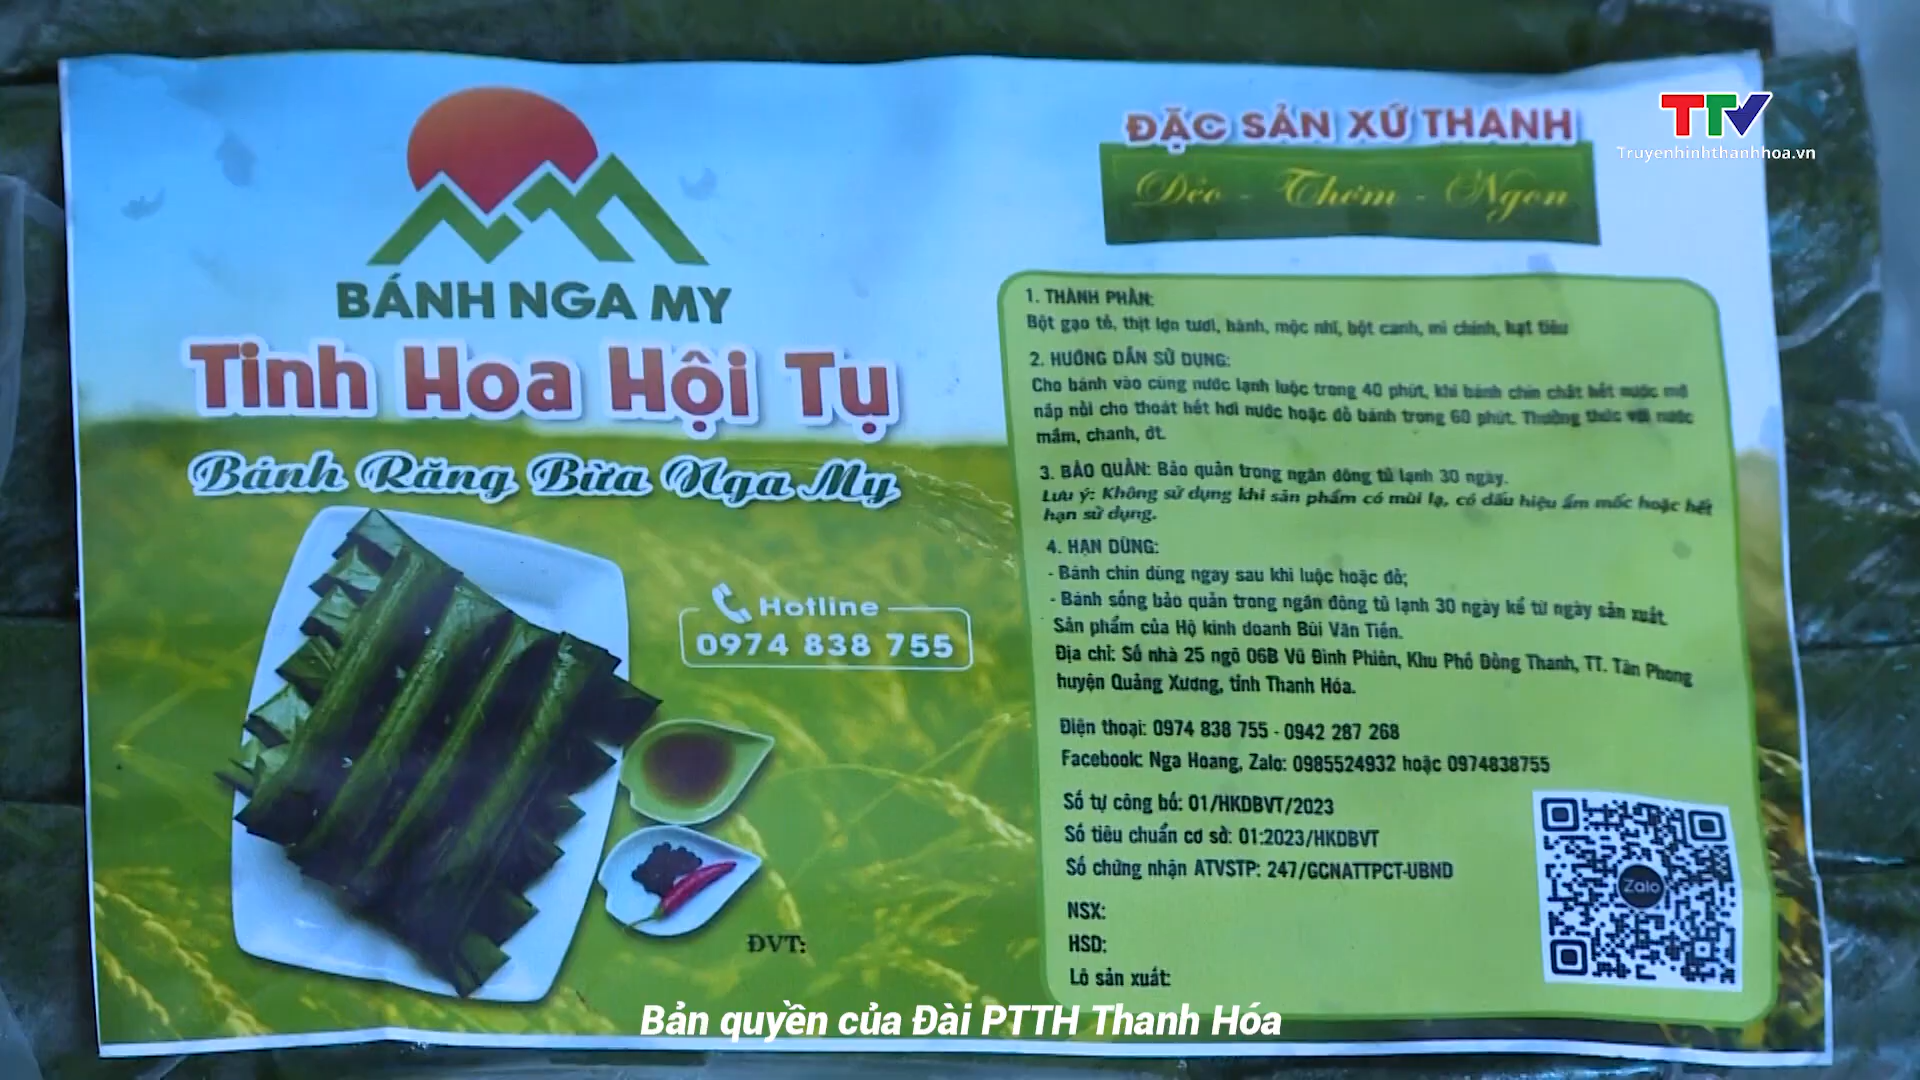 TTV
Truyenhinhthanhhoa.vn
BÁNH NGA MY
Tinh Hoa Hội Tụ
Bánh Răng Bừa Nga My
Hotline
0974 838 755
ĐVT:
ĐẶC SẢN XỨ THANH
Dẻo - Thơm - Ngon
1. THÀNH PHẦN:
Bột gạo tẻ, thịt lợn tươi, hành, mộc nhĩ, bột canh, mì chính, hạt tiêu
2. HƯỚNG DẪN SỬ DỤNG:
Cho bánh vào cùng nước lạnh luộc trong 40 phút, khi bánh chín chắt hết nước mở
nắp nồi cho thoát hết hơi nước hoặc đồ bánh trong 60 phút. Thưởng thức với nước
mắm, chanh, ớt.
3. BẢO QUẢN: Bảo quản trong ngăn đông tủ lạnh 30 ngày.
Lưu ý: Không sử dụng khi sản phẩm có mùi lạ, có dấu hiệu ẩm mốc hoặc hết
hạn sử dụng.
4. HẠN DÙNG:
- Bánh chín dùng ngay sau khi luộc hoặc đồ;
- Bánh sống bảo quản trong ngăn đông tủ lạnh 30 ngày kể từ ngày sản xuất.
Sản phẩm của Hộ kinh doanh Bùi Văn Tiến.
Địa chỉ: Số nhà 25 ngõ 06B Vũ Đình Phiên, Khu Phố Đồng Thanh, TT. Tân Phong
huyện Quảng Xương, tỉnh Thanh Hóa.
Điện thoại: 0974 838 755 - 0942 287 268
Facebook: Nga Hoang, Zalo: 0985524932 hoặc 0974838755
Số tự công bố: 01/HKDBVT/2023
Số tiêu chuẩn cơ sở: 01:2023/HKDBVT
Số chứng nhận ATVSTP: 247/GCNATTPCT-UBND
NSX:
HSD:
Lô sản xuất:
Zalo
Bản quyền của Đài PTTH Thanh Hóa